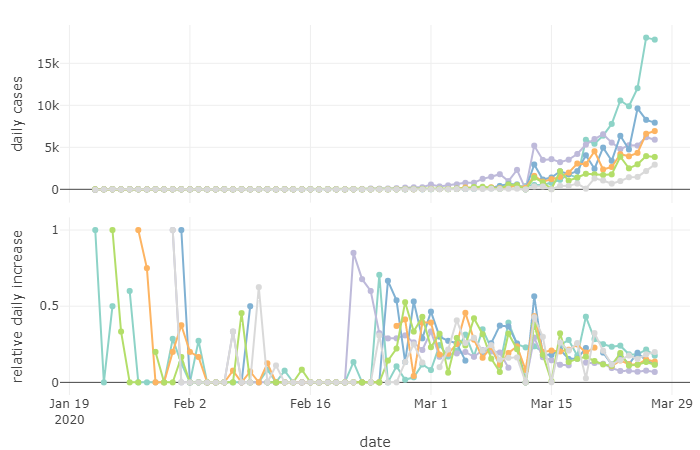 15k
10k
5k
0
daily cases
1
0.5
0
relative daily increase
Jan 19
2020
Feb 2
Feb 16
Mar 1
Mar 15
Mar 29
date